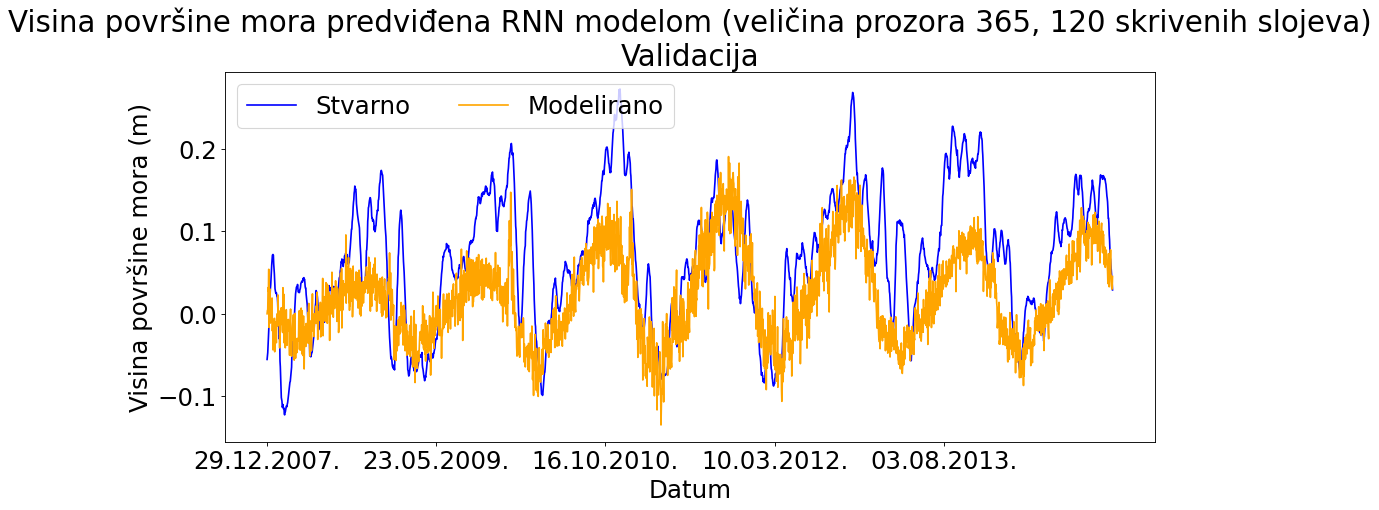 Visina površine mora predviđena RNN modelom (veličina prozora 365, 120 skrivenih slojeva)
Validacija
Stvarno
Modelirano
Visina površine mora (m)
0.2
0.1
0.0
−0.1
29.12.2007.
23.05.2009.
16.10.2010.
10.03.2012.
03.08.2013.
Datum